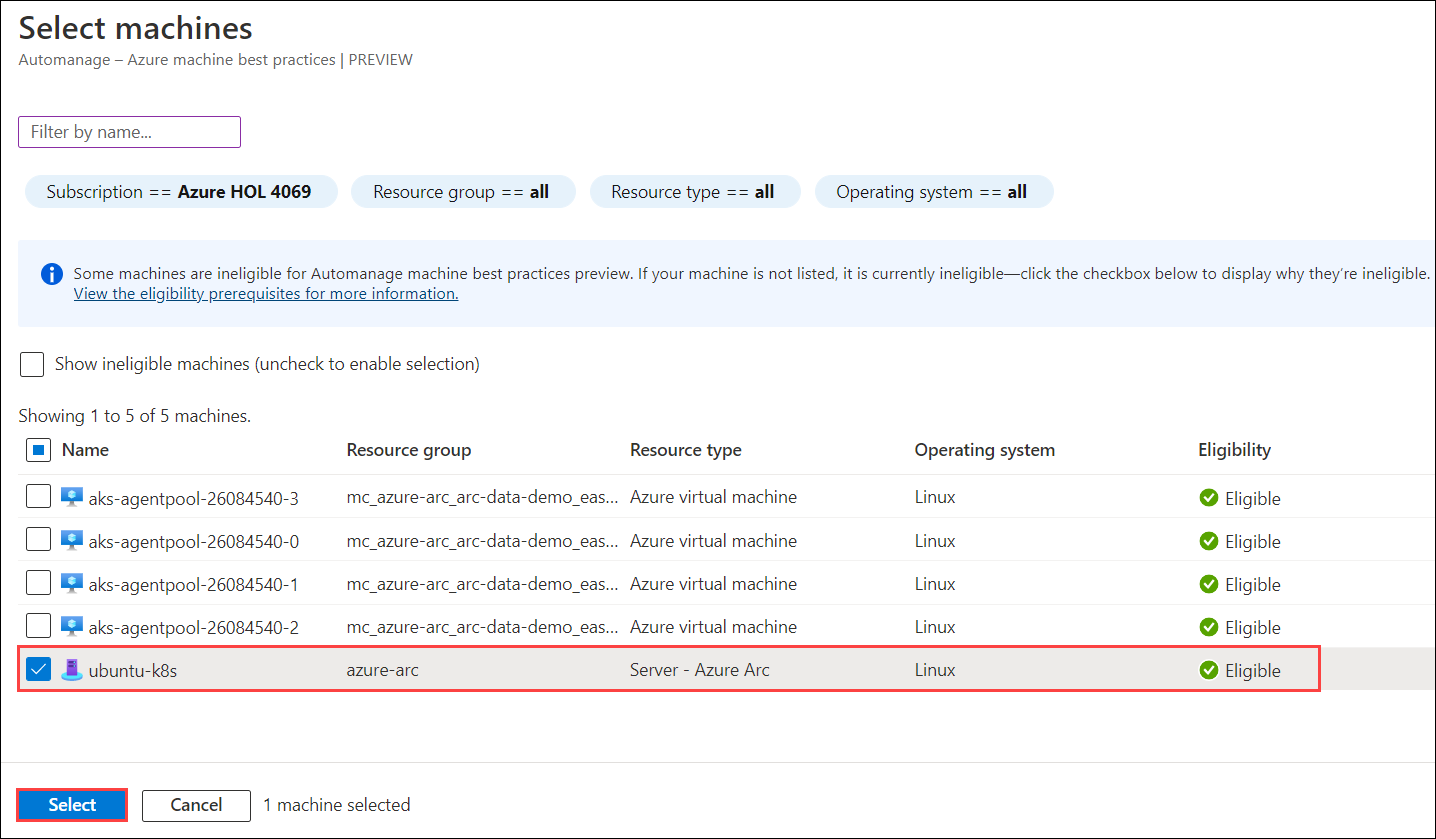 Select machines
Automanage – Azure machine best practices | PREVIEW
Filter by name...
Subscription == Azure HOL 4069 Resource group == all Resource type == all Operating system == all
Some machines are ineligible for Automanage machine best practices preview. If your machine is not listed, it is currently ineligible—click the checkbox below to display why they're ineligible.
View the eligibility prerequisites for more information.
Show ineligible machines (uncheck to enable selection)
Showing 1 to 5 of 5 machines.
Name Resource group Resource type Operating system Eligibility
aks-agentpool-26084540-3 mc_azure-arc_arc-data-demo_eas... Azure virtual machine Linux Eligible
aks-agentpool-26084540-0 mc_azure-arc_arc-data-demo_eas... Azure virtual machine Linux Eligible
aks-agentpool-26084540-1 mc_azure-arc_arc-data-demo_eas... Azure virtual machine Linux Eligible
aks-agentpool-26084540-2 mc_azure-arc_arc-data-demo_eas... Azure virtual machine Linux Eligible
ubuntu-k8s azure-arc Server - Azure Arc Linux Eligible
Select Cancel 1 machine selected